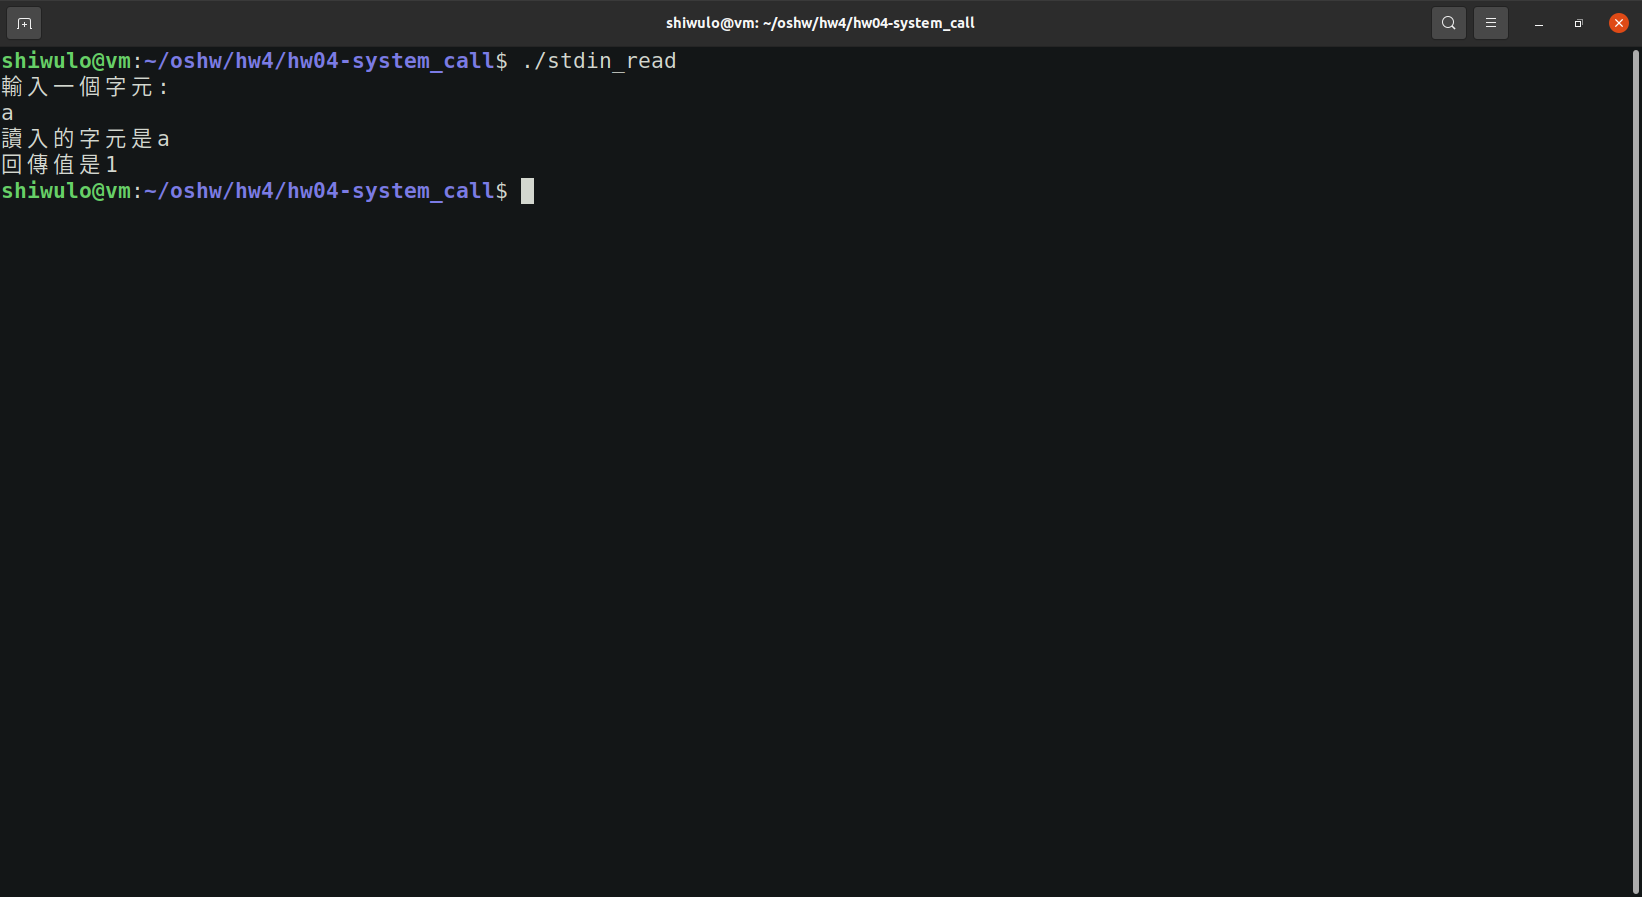 shiwulo@vm: ~/oshw/hw4/hw04-system_call
shiwulo@vm:~/oshw/hw4/hw04-system_call$ ./stdin_read
輸入一個字元:
a
讀入的字元是a
回傳值是1
shiwulo@vm:~/oshw/hw4/hw04-system_call$